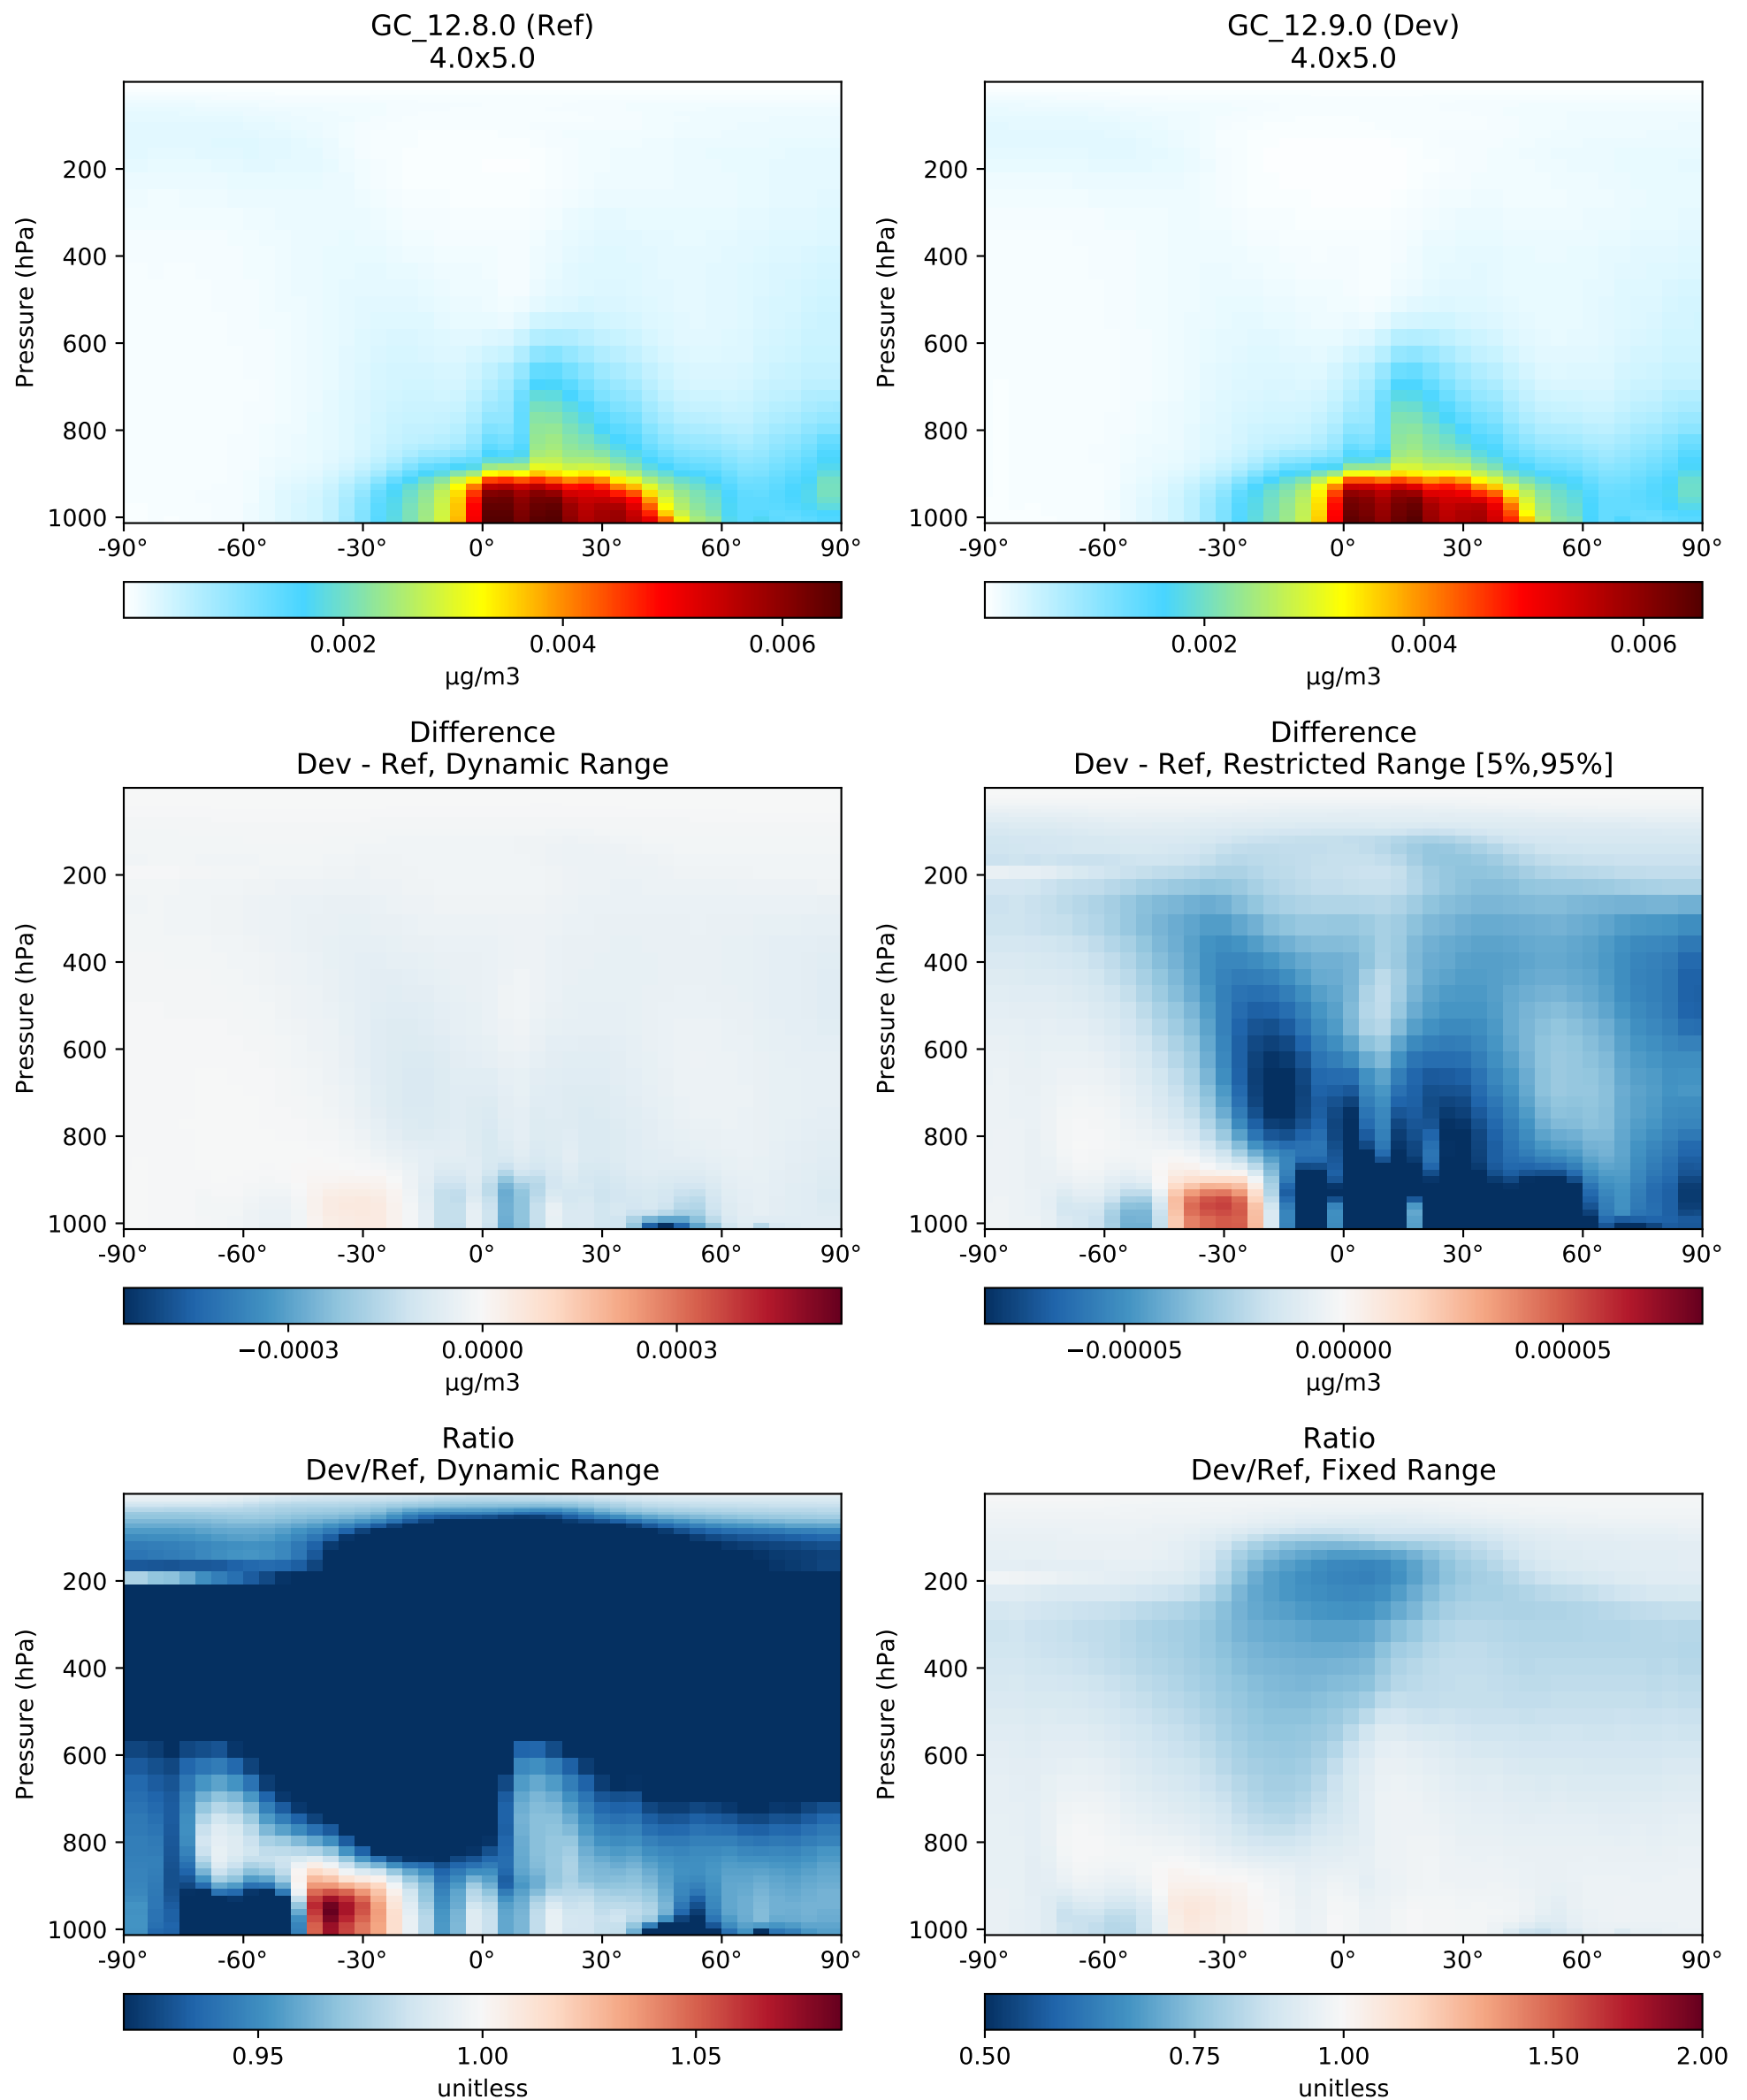 GC_12.8.0 (Ref)
4.0x5.0
Pressure (hPa)
200
400
600
800
1000
-90° -60° -30° 0° 30° 60° 90°
0.002 0.004 0.006
μg/m3
GC_12.9.0 (Dev)
4.0x5.0
Pressure (hPa)
200
400
600
800
1000
-90° -60° -30° 0° 30° 60° 90°
0.002 0.004 0.006
μg/m3
Difference
Dev - Ref, Dynamic Range
Pressure (hPa)
200
400
600
800
1000
-90° -60° -30° 0° 30° 60° 90°
−0.0003 0.0000 0.0003
μg/m3
Difference
Dev - Ref, Restricted Range [5%,95%]
Pressure (hPa)
200
400
600
800
1000
-90° -60° -30° 0° 30° 60° 90°
−0.00005 0.00000 0.00005
μg/m3
Ratio
Dev/Ref, Dynamic Range
Pressure (hPa)
200
400
600
800
1000
-90° -60° -30° 0° 30° 60° 90°
0.95 1.00 1.05
unitless
Ratio
Dev/Ref, Fixed Range
Pressure (hPa)
200
400
600
800
1000
-90° -60° -30° 0° 30° 60° 90°
0.50 0.75 1.00 1.50 2.00
unitless